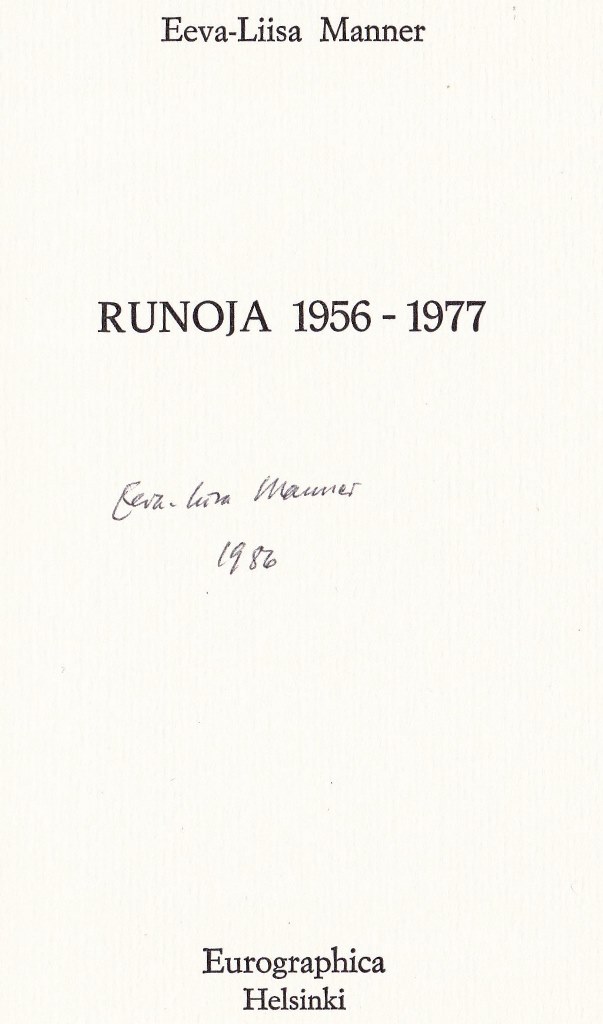 Eeva-Liisa Manner
RUNOJA 1956 - 1977
Eeva-Liisa Manner
1986
Eurographica
Helsinki